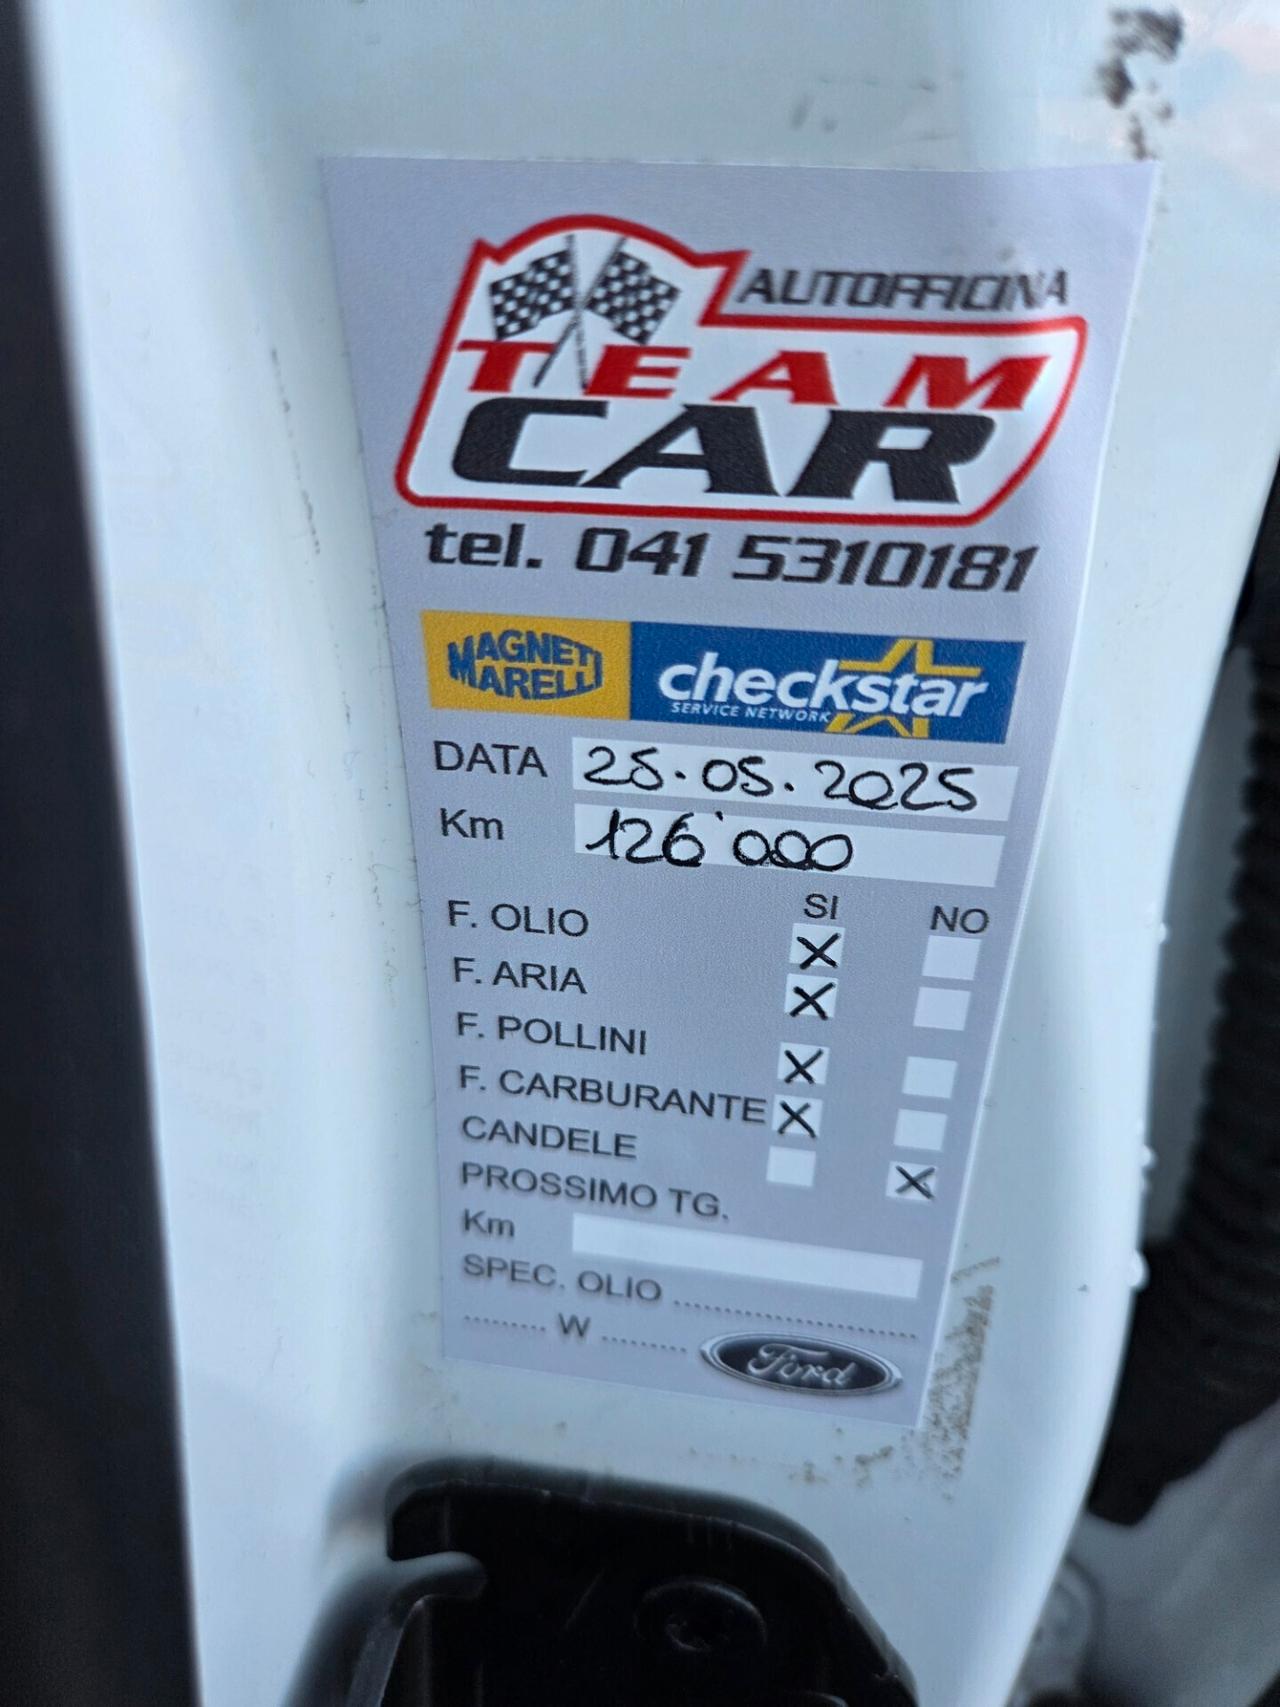 AUTOFFICINA
TEAM
CAR
tel. 041 5310181
MAGNETI MARELLI checkstar
SERVICE NETWORK
DATA 25.05.2025
Km 126'000
SI NO
F. OLIO X
F. ARIA X
F. POLLINI X
F. CARBURANTE X
CANDELE X
PROSSIMO TG.
Km
SPEC. OLIO ..............................
......... W .........
Ford